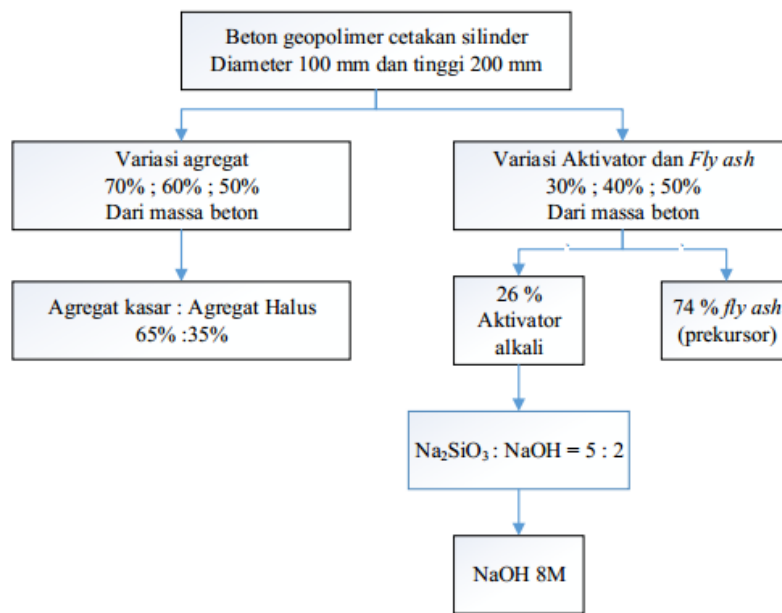 Beton geopolimer cetakan silinder
Diameter 100 mm dan tinggi 200 mm
Variasi agregat
70% ; 60% ; 50%
Dari massa beton
Variasi Aktivator dan Fly ash
30% ; 40% ; 50%
Dari massa beton
Agregat kasar : Agregat Halus
65% :35%
26 %
Aktivator
alkali
74 % fly ash
(prekursor)
Na₂SiO₃ : NaOH = 5 : 2
NaOH 8M